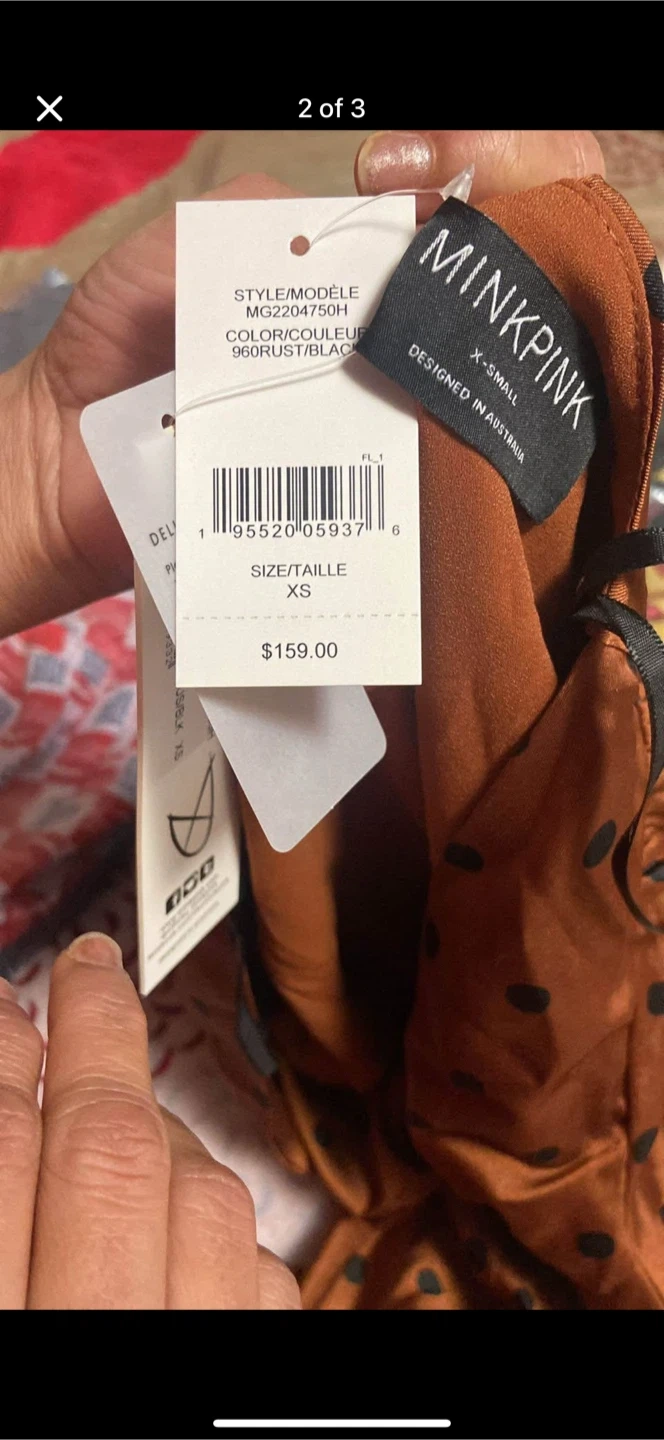 2 of 3
STYLE/MODÈLE
MG2204750H
COLOR/COULEUR
960RUST/BLACK
FL_1
1 95520 05937 6
SIZE/TAILLE
XS
$159.00
MINKPINK
X-SMALL
DESIGNED IN AUSTRALIA
XS